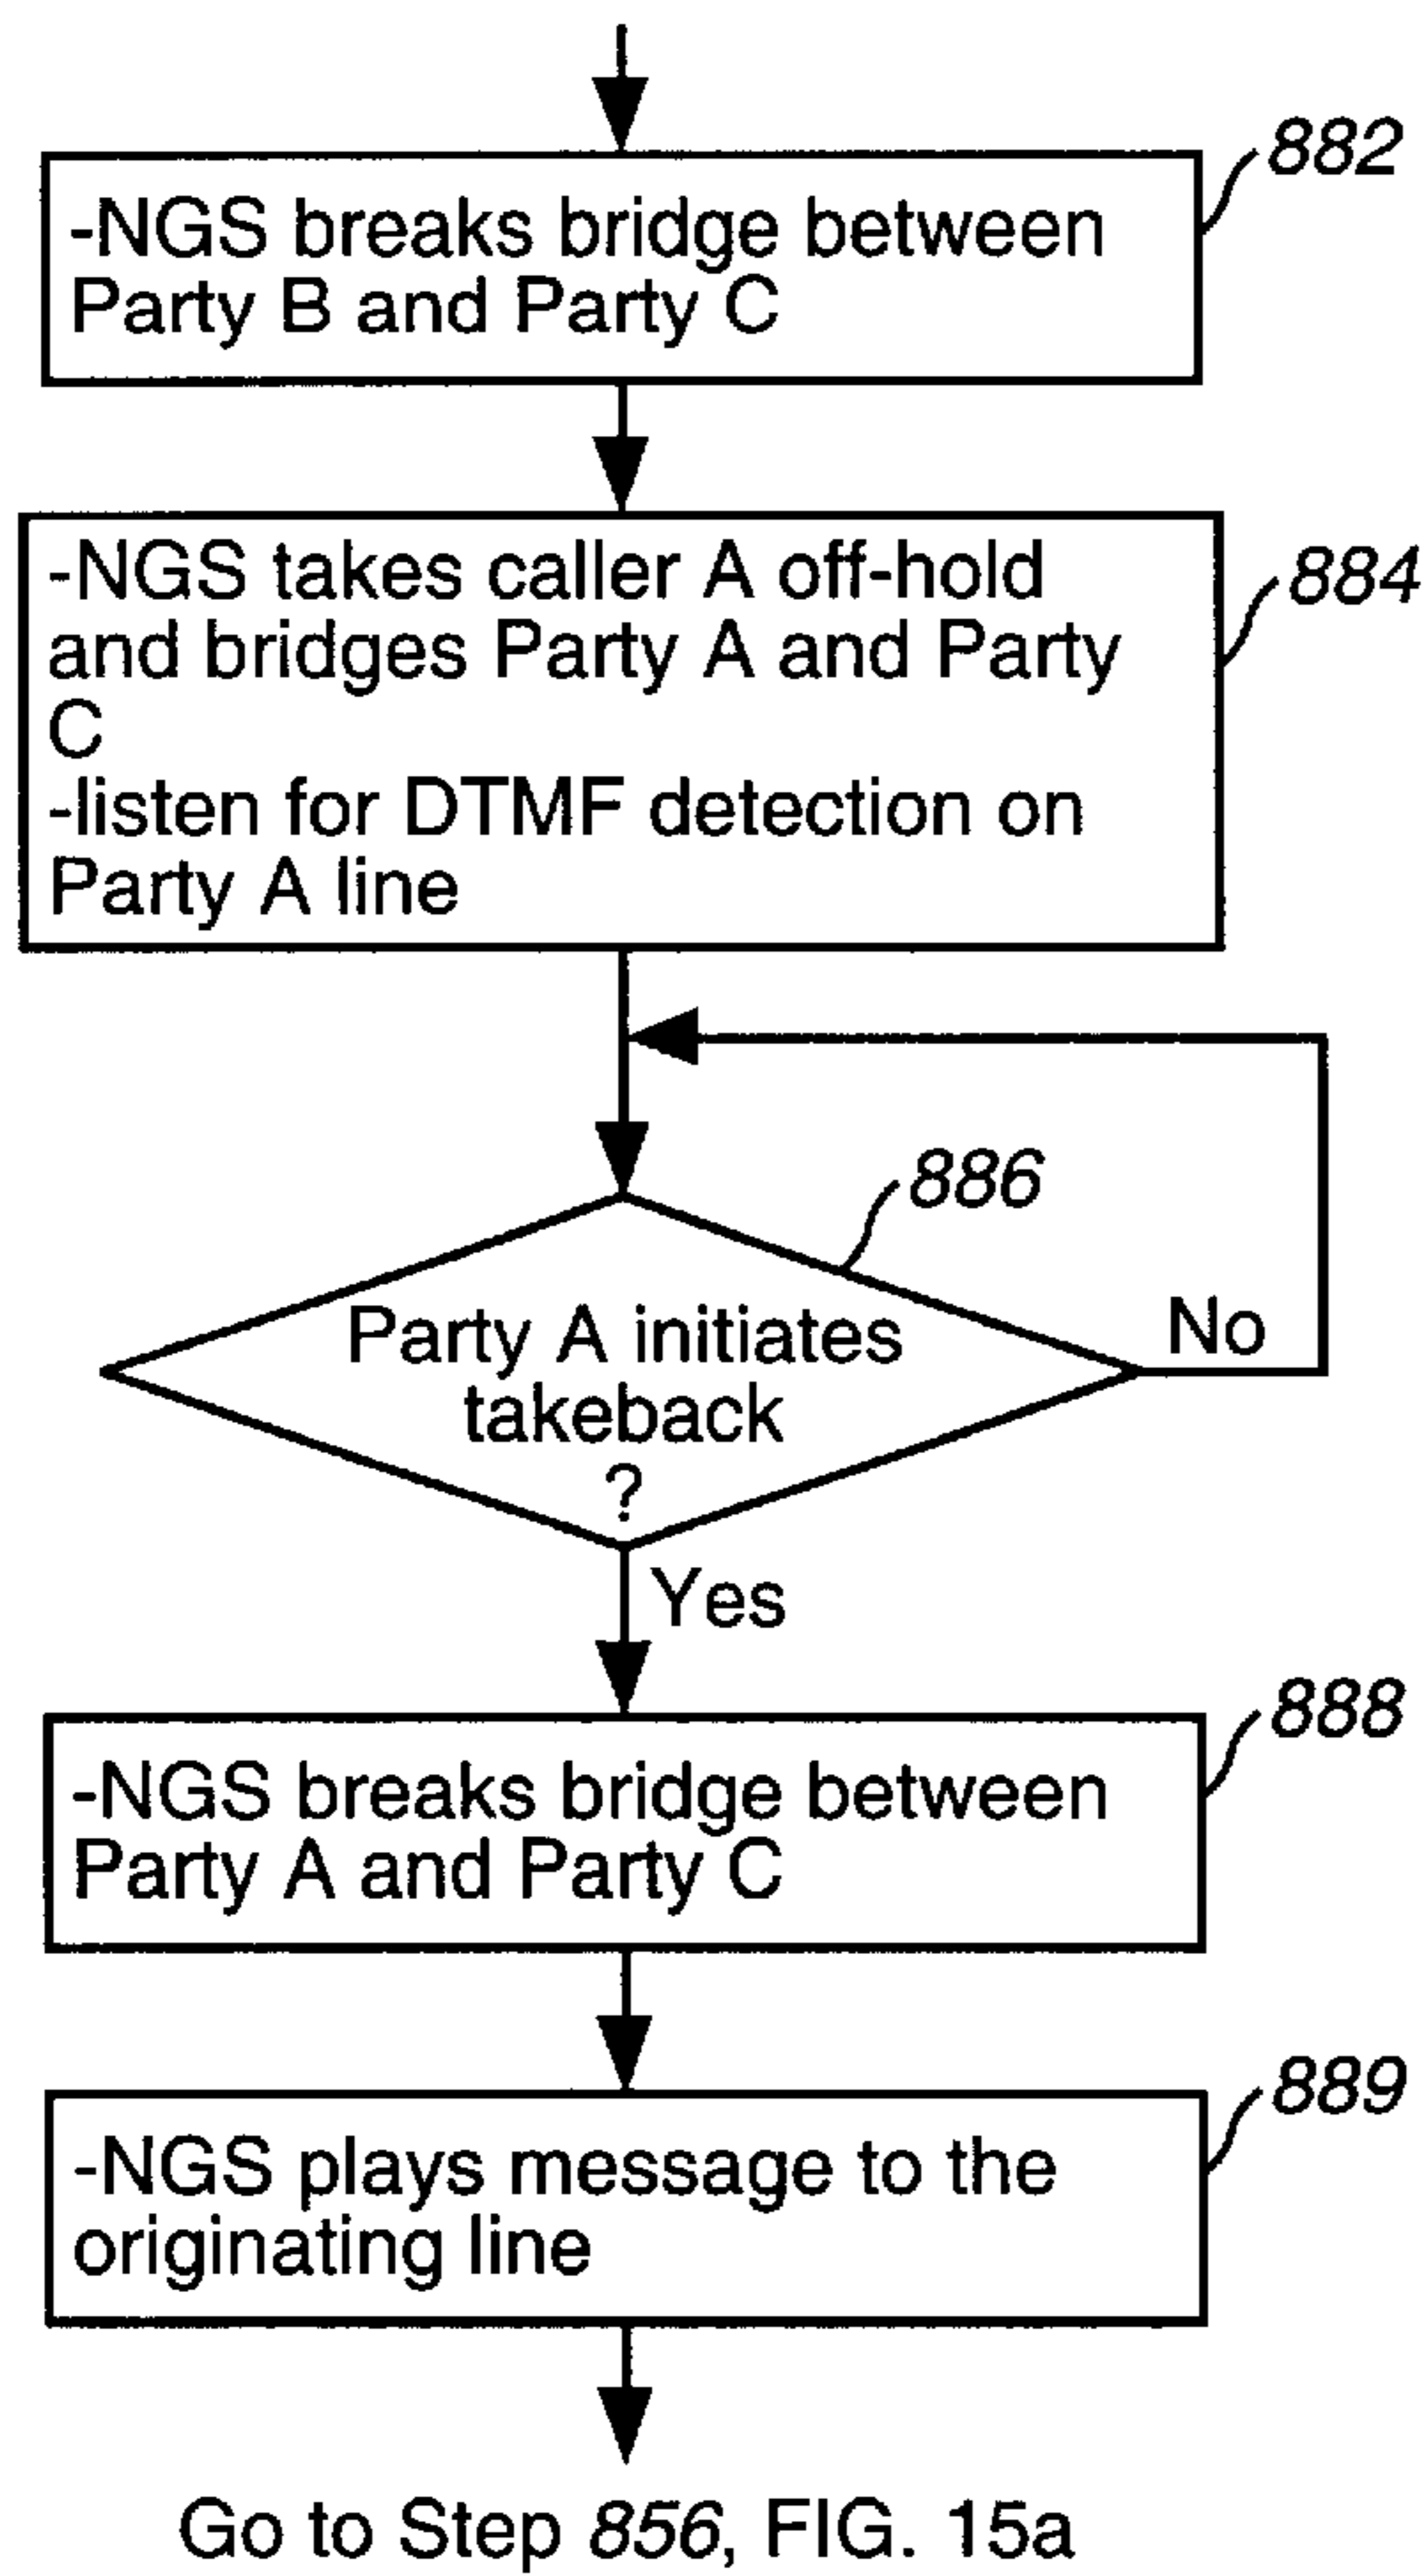 882
-NGS breaks bridge between
Party B and Party C
884
-NGS takes caller A off-hold
and bridges Party A and Party
C
-listen for DTMF detection on
Party A line
886
Party A initiates
takeback
?
No
Yes
888
-NGS breaks bridge between
Party A and Party C
889
-NGS plays message to the
originating line
Go to Step 856, FIG. 15a